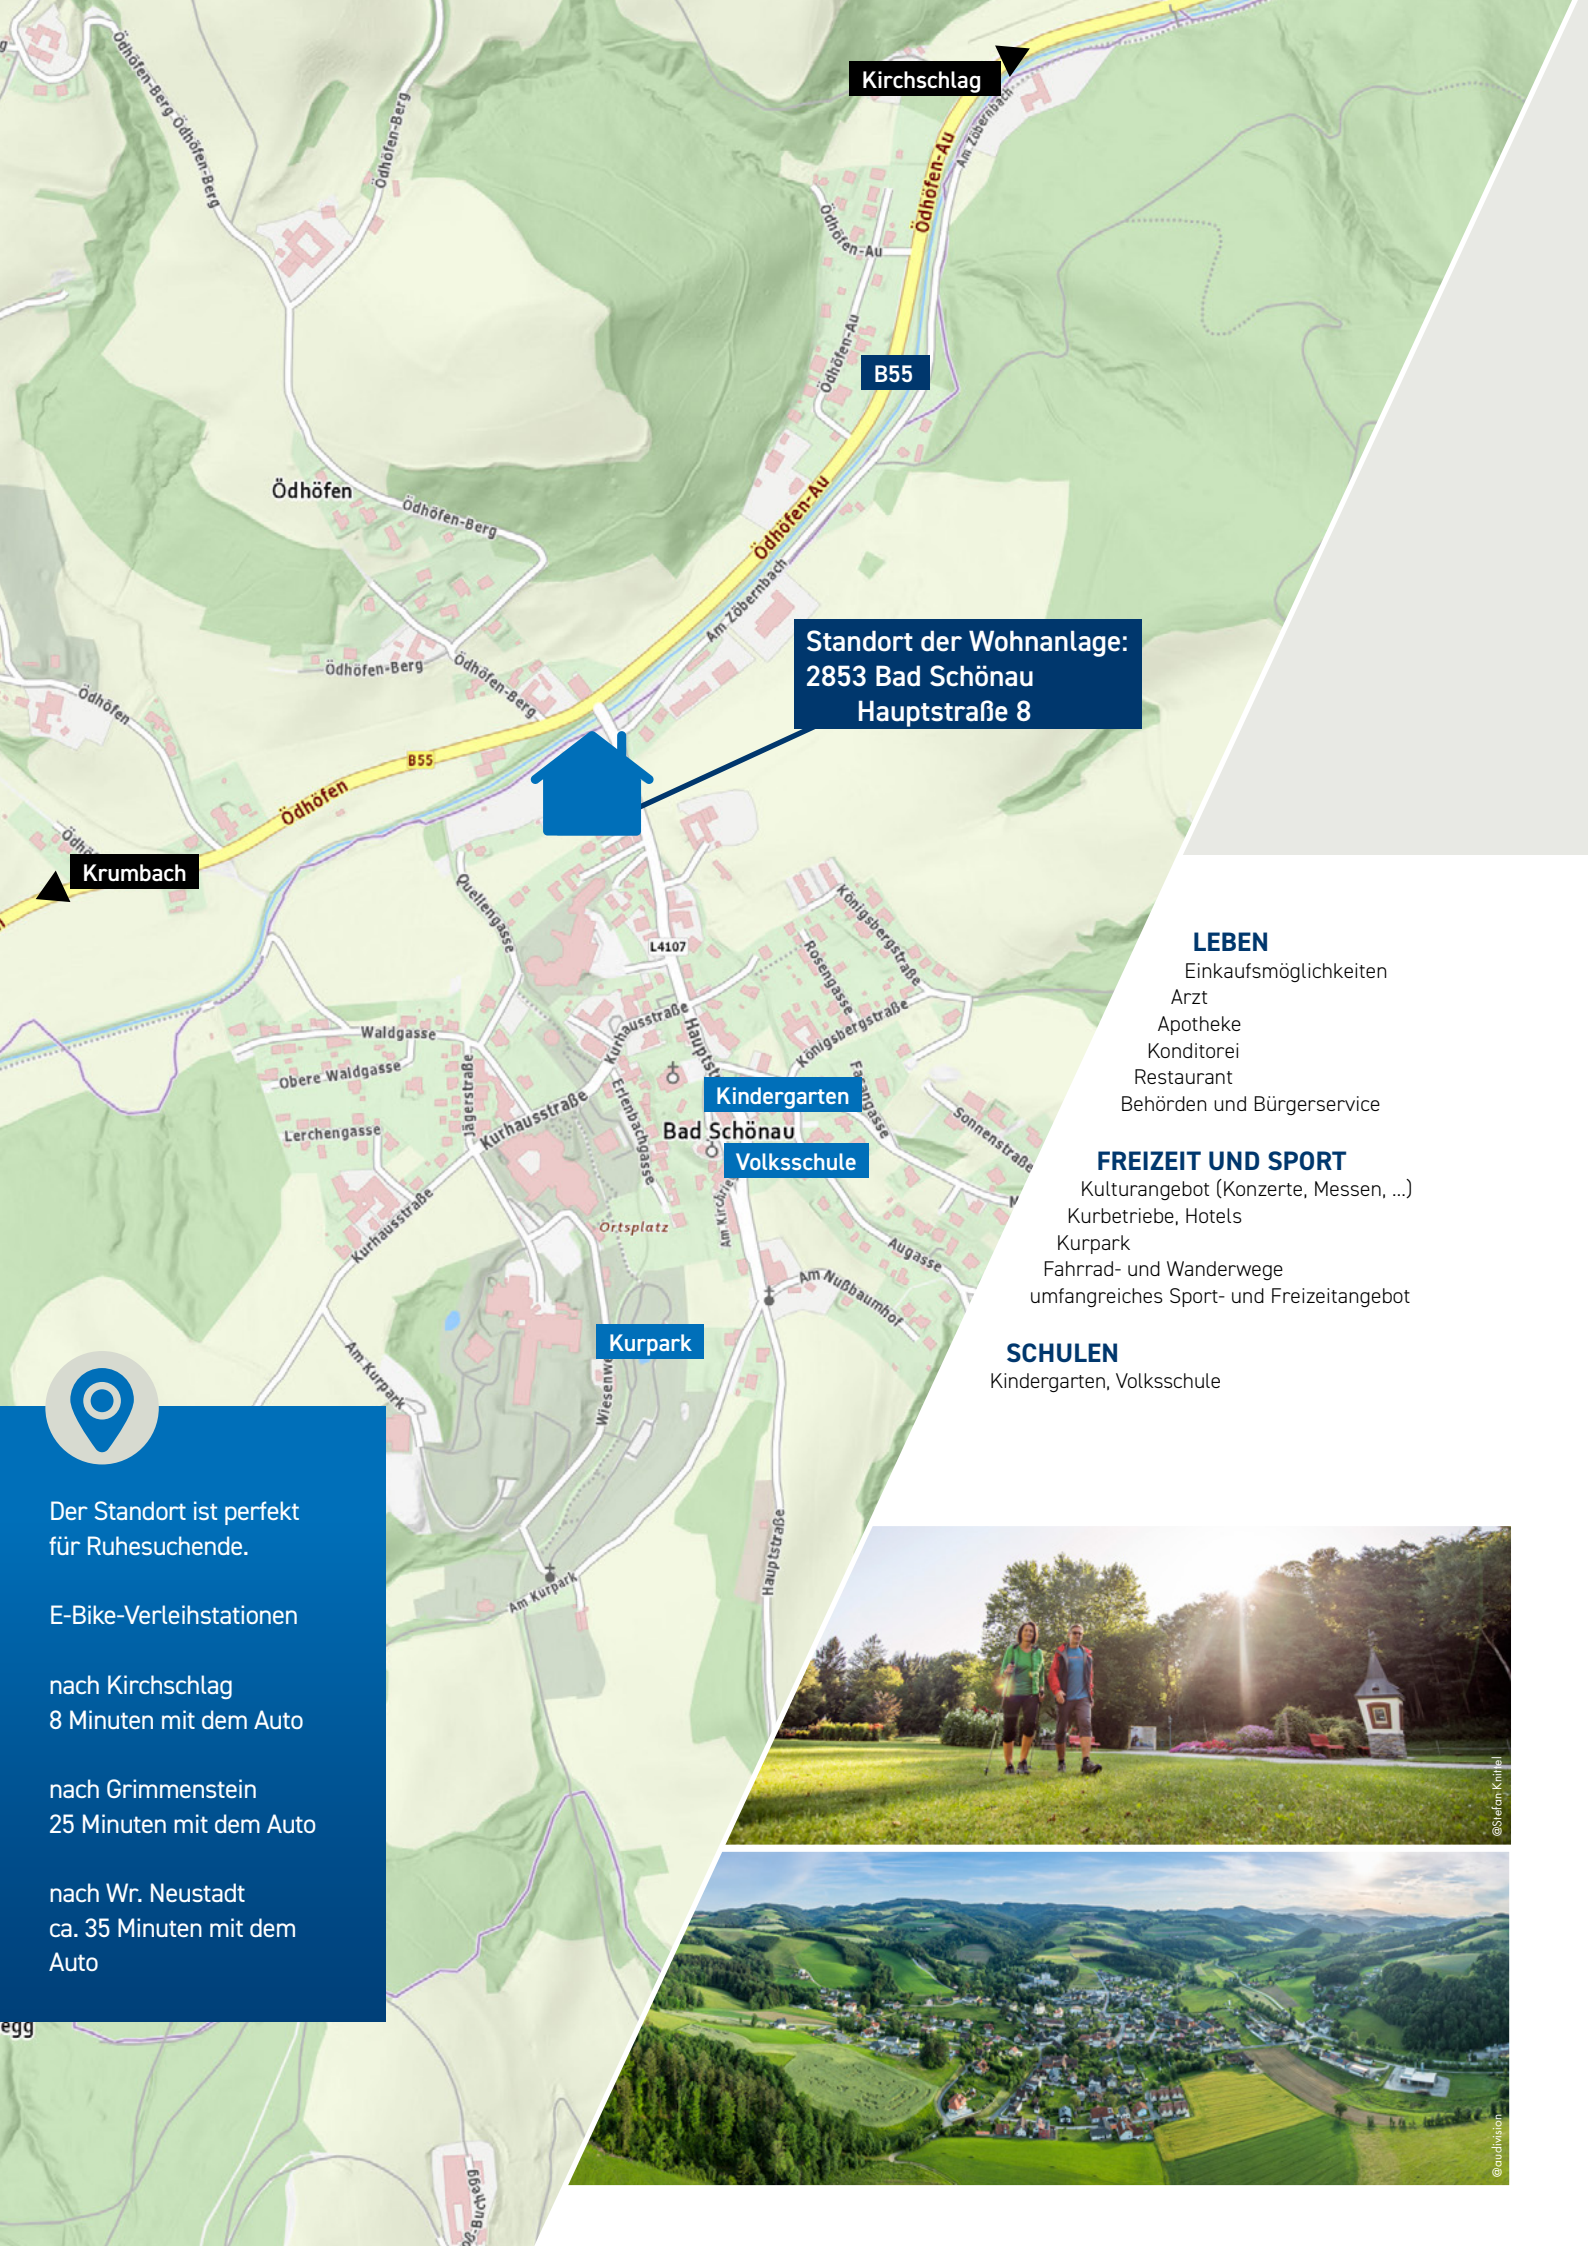 Kirchschlag
Ödhöfen-Berg
Ödhöfen-Berg
Ödhöfen-Berg
Ödhöfen-Au
Am Zöbernbach
Ödhöfen-Au
Ödhöfen-Au
B55
Ödhöfen
Ödhöfen-Berg
Ödhöfen-Au
Am Zöbernbach
Standort der Wohnanlage:
2853 Bad Schönau
Hauptstraße 8
Ödhöfen-Berg
Ödhöfen-Berg
Ödhöfen
B55
Ödhöfen
Krumbach
Quellengasse
Königsbergstraße
L4107
Rosengasse
Waldgasse
Kurhausstraße
Königsbergstraße
Obere Waldgasse
Jägerstraße
Kindergarten
Erlenbachgasse
Kurhausstraße
Lerchengasse
Bad Schönau
Sonnenstraße
Volksschule
Kurhausstraße
Ortsplatz
Augasse
Am Nußbaumhof
Kurpark
Am Kurpark
Hauptstraße
Am Kurpark
LEBEN
Einkaufsmöglichkeiten
Arzt
Apotheke
Konditorei
Restaurant
Behörden und Bürgerservice
FREIZEIT UND SPORT
Kulturangebot (Konzerte, Messen, ...)
Kurbetriebe, Hotels
Kurpark
Fahrrad- und Wanderwege
umfangreiches Sport- und Freizeitangebot
SCHULEN
Kindergarten, Volksschule
Der Standort ist perfekt
für Ruhesuchende.
E-Bike-Verleihstationen
nach Kirchschlag
8 Minuten mit dem Auto
nach Grimmenstein
25 Minuten mit dem Auto
nach Wr. Neustadt
ca. 35 Minuten mit dem
Auto
egg
@Stefan Knittel
@audivision